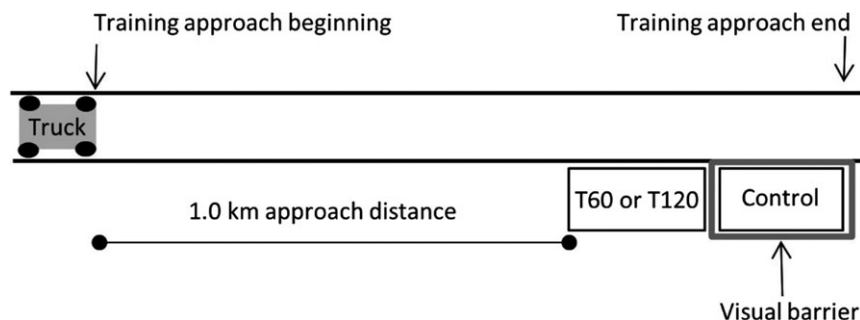 Training approach beginning
Training approach end
Truck
T60 or T120
Control
1.0 km approach distance
Visual barrier